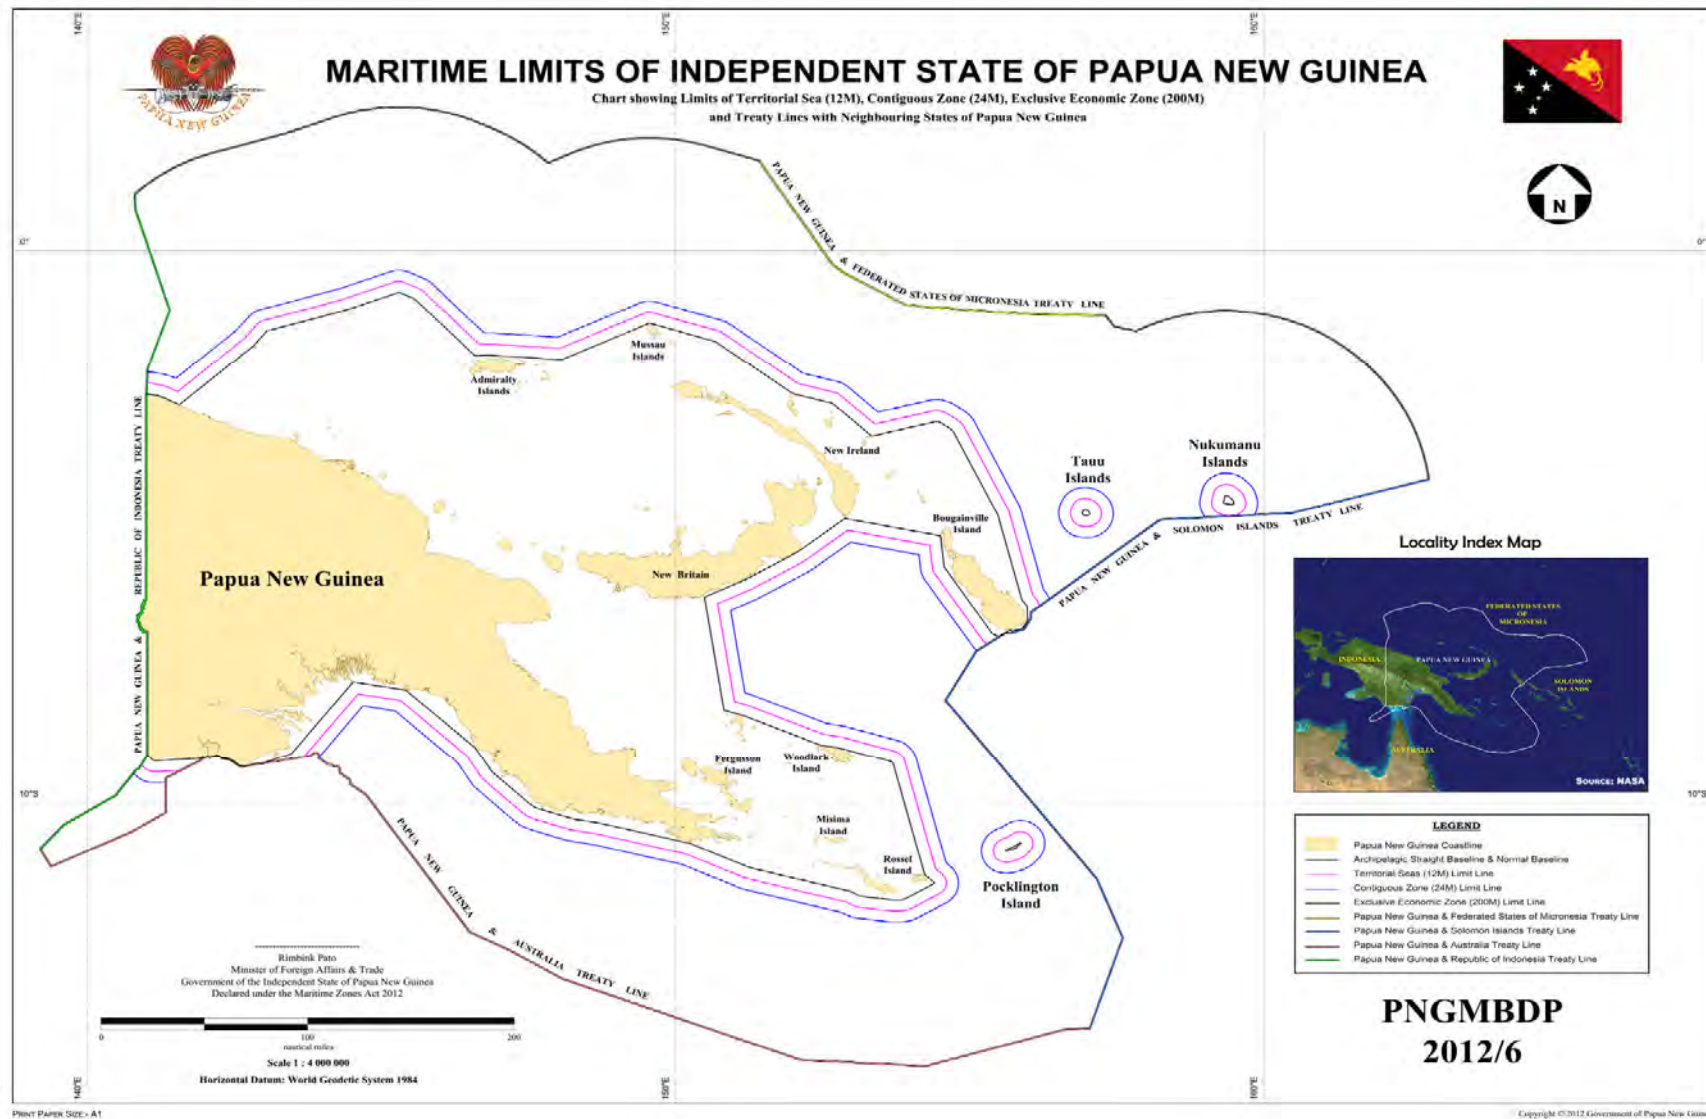 140°E
150°E
160°E
PAPUA NEW GUINEA
MARITIME LIMITS OF INDEPENDENT STATE OF PAPUA NEW GUINEA
Chart showing Limits of Territorial Sea (12M), Contiguous Zone (24M), Exclusive Economic Zone (200M)
and Treaty Lines with Neighbouring States of Papua New Guinea
N
0°
0°
PAPUA NEW GUINEA & FEDERATED STATES OF MICRONESIA TREATY LINE
Mussau
Islands
Admiralty
Islands
New Ireland
Tauu
Islands
Nukumanu
Islands
Bougainville
Island
PAPUA NEW GUINEA & REPUBLIC OF INDONESIA TREATY LINE
PAPUA NEW GUINEA & SOLOMON ISLANDS TREATY LINE
Papua New Guinea
New Britain
Locality Index Map
FEDERATED STATES
OF
MICRONESIA
INDONESIA
PAPUA NEW GUINEA
SOLOMON
ISLANDS
AUSTRALIA
SOURCE: NASA
Fergusson
Island
Woodlark
Island
10°S
10°S
Misima
Island
Rossel
Island
Pocklington
Island
PAPUA NEW GUINEA & AUSTRALIA TREATY LINE
LEGEND
Papua New Guinea Coastline
Archipelagic Straight Baseline & Normal Baseline
Territorial Seas (12M) Limit Line
Contiguous Zone (24M) Limit Line
Exclusive Economic Zone (200M) Limit Line
Papua New Guinea & Federated States of Micronesia Treaty Line
Papua New Guinea & Solomon Islands Treaty Line
Papua New Guinea & Australia Treaty Line
Papua New Guinea & Republic of Indonesia Treaty Line
Rimbink Pato
Minister of Foreign Affairs & Trade
Government of the Independent State of Papua New Guinea
Declared under the Maritime Zones Act 2012
0 100 200
nautical miles
Scale 1 : 4 000 000
Horizontal Datum: World Geodetic System 1984
PNGMBDP
2012/6
140°E
150°E
160°E
PRINT PAPER SIZE:- A1
Copyright © 2012 Government of Papua New